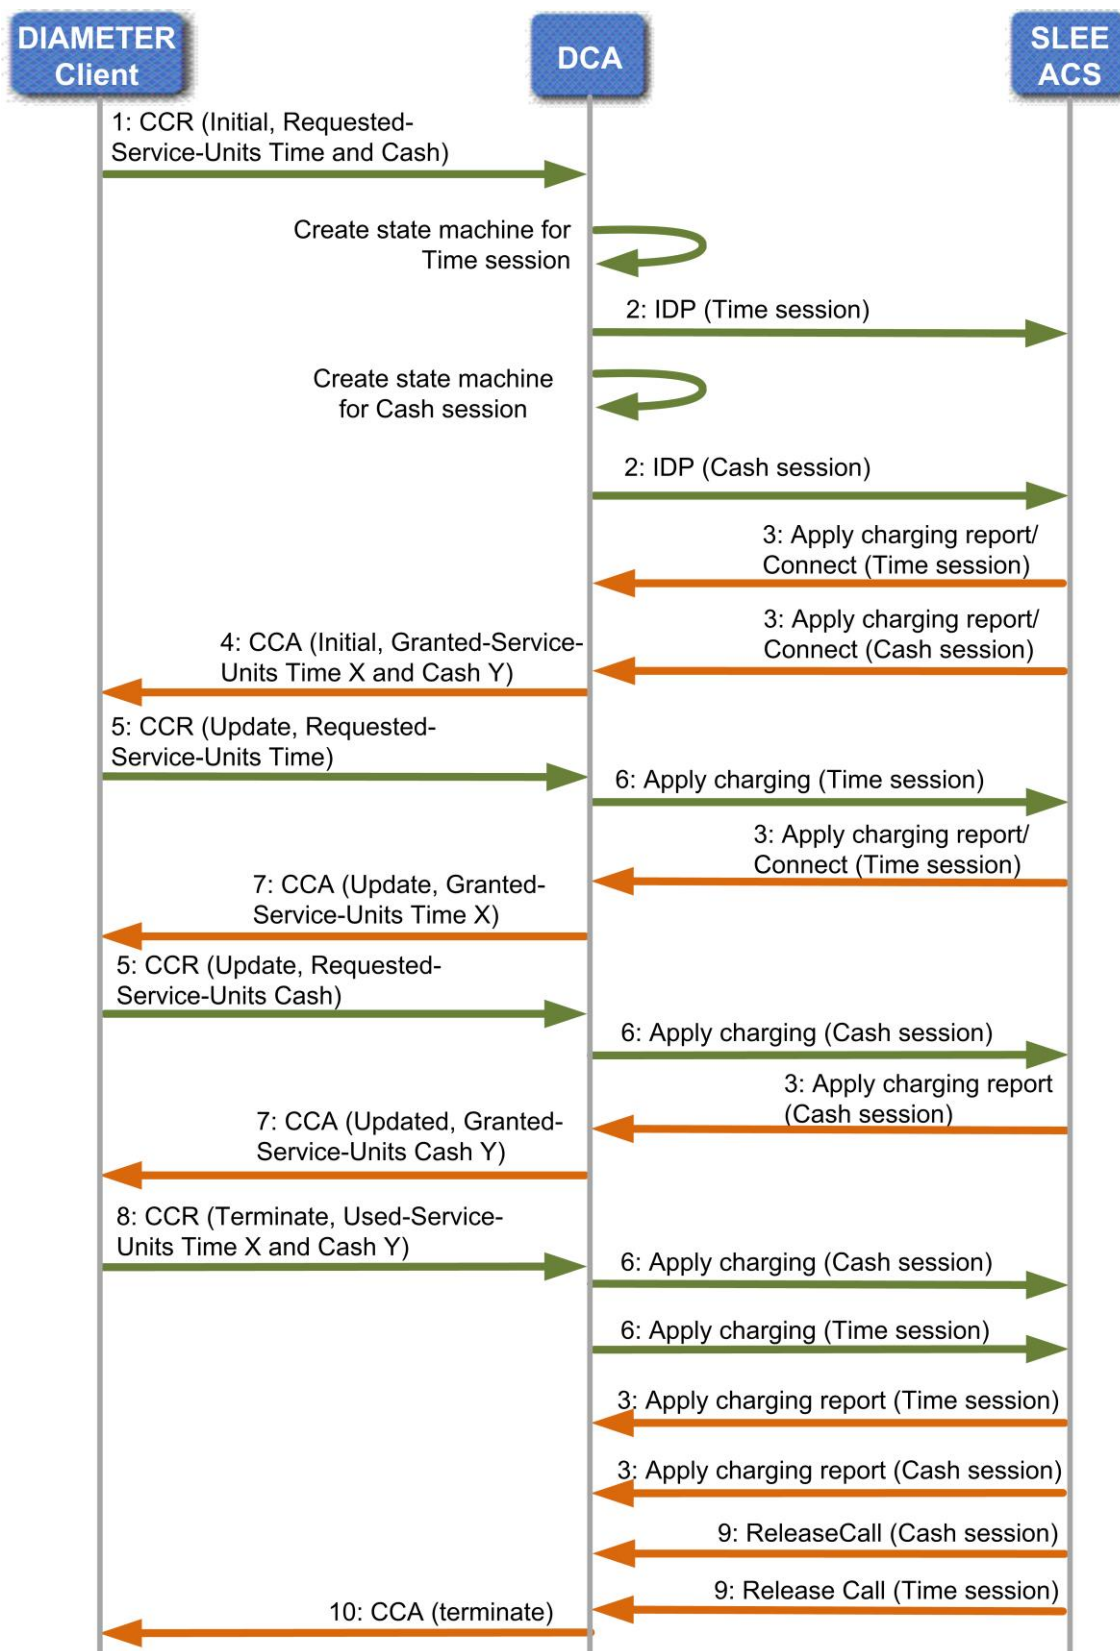 DIAMETER
Client
DCA
SLEE
ACS
1: CCR (Initial, Requested-
Service-Units Time and Cash)
Create state machine for
Time session
2: IDP (Time session)
Create state machine
for Cash session
2: IDP (Cash session)
3: Apply charging report/
Connect (Time session)
3: Apply charging report/
Connect (Cash session)
4: CCA (Initial, Granted-Service-
Units Time X and Cash Y)
5: CCR (Update, Requested-
Service-Units Time)
6: Apply charging (Time session)
3: Apply charging report/
Connect (Time session)
7: CCA (Update, Granted-
Service-Units Time X)
5: CCR (Update, Requested-
Service-Units Cash)
6: Apply charging (Cash session)
3: Apply charging report
(Cash session)
7: CCA (Updated, Granted-
Service-Units Cash Y)
8: CCR (Terminate, Used-Service-
Units Time X and Cash Y)
6: Apply charging (Cash session)
6: Apply charging (Time session)
3: Apply charging report (Time session)
3: Apply charging report (Cash session)
9: ReleaseCall (Cash session)
9: Release Call (Time session)
10: CCA (terminate)